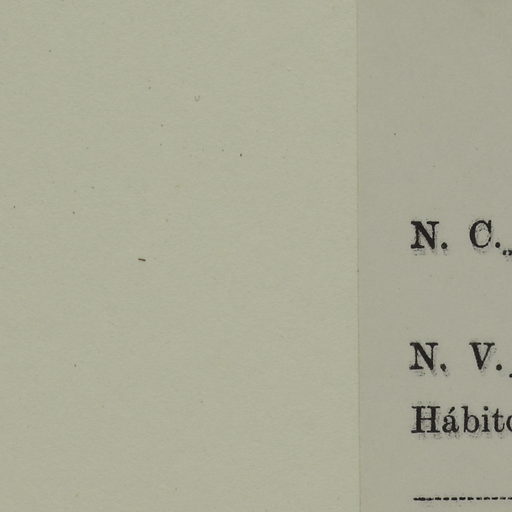 N. C.
N. V.
Hábito